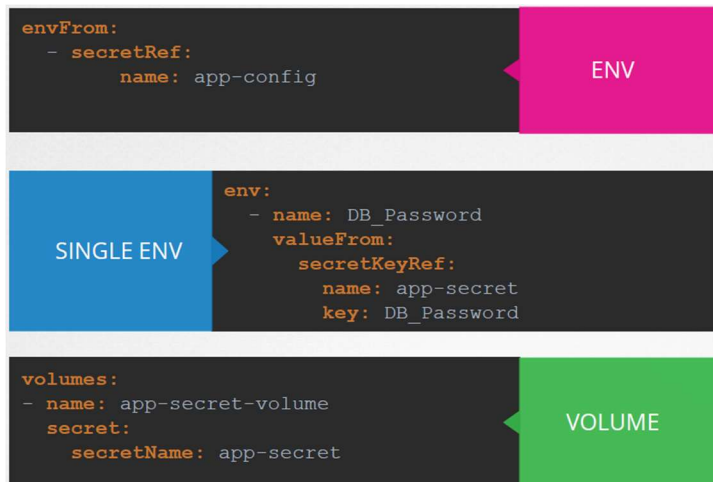 envFrom:
  - secretRef:
        name: app-config
ENV
SINGLE ENV
env:
  - name: DB_Password
    valueFrom:
      secretKeyRef:
        name: app-secret
        key: DB_Password
volumes:
- name: app-secret-volume
  secret:
    secretName: app-secret
VOLUME